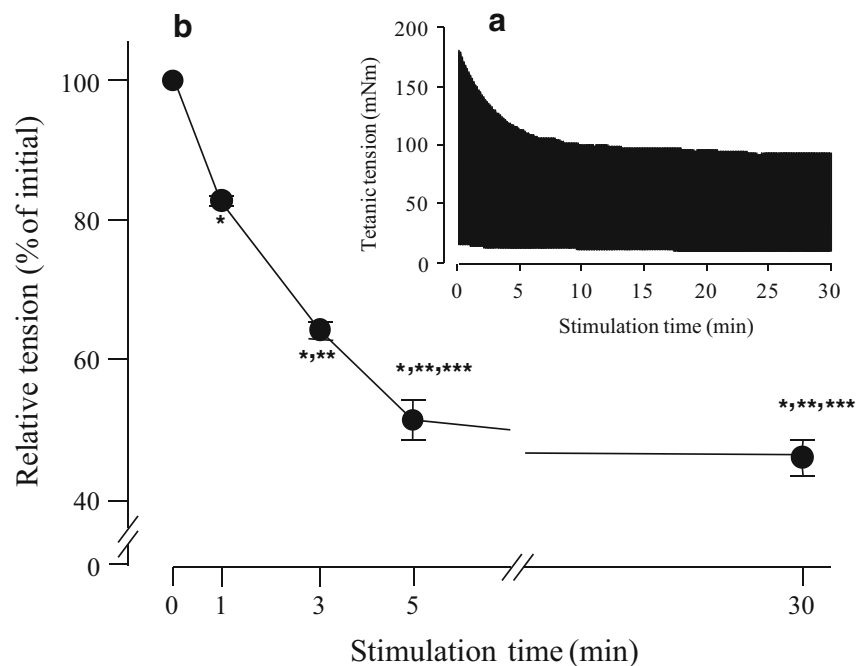 b
a
Relative tension (% of initial)
100
80
60
40
0
*
*,**
*,**,***
*,**,***
0 1 3 5 30
Stimulation time (min)
Tetanic tension (mNm)
200
150
100
50
0
0 5 10 15 20 25 30
Stimulation time (min)